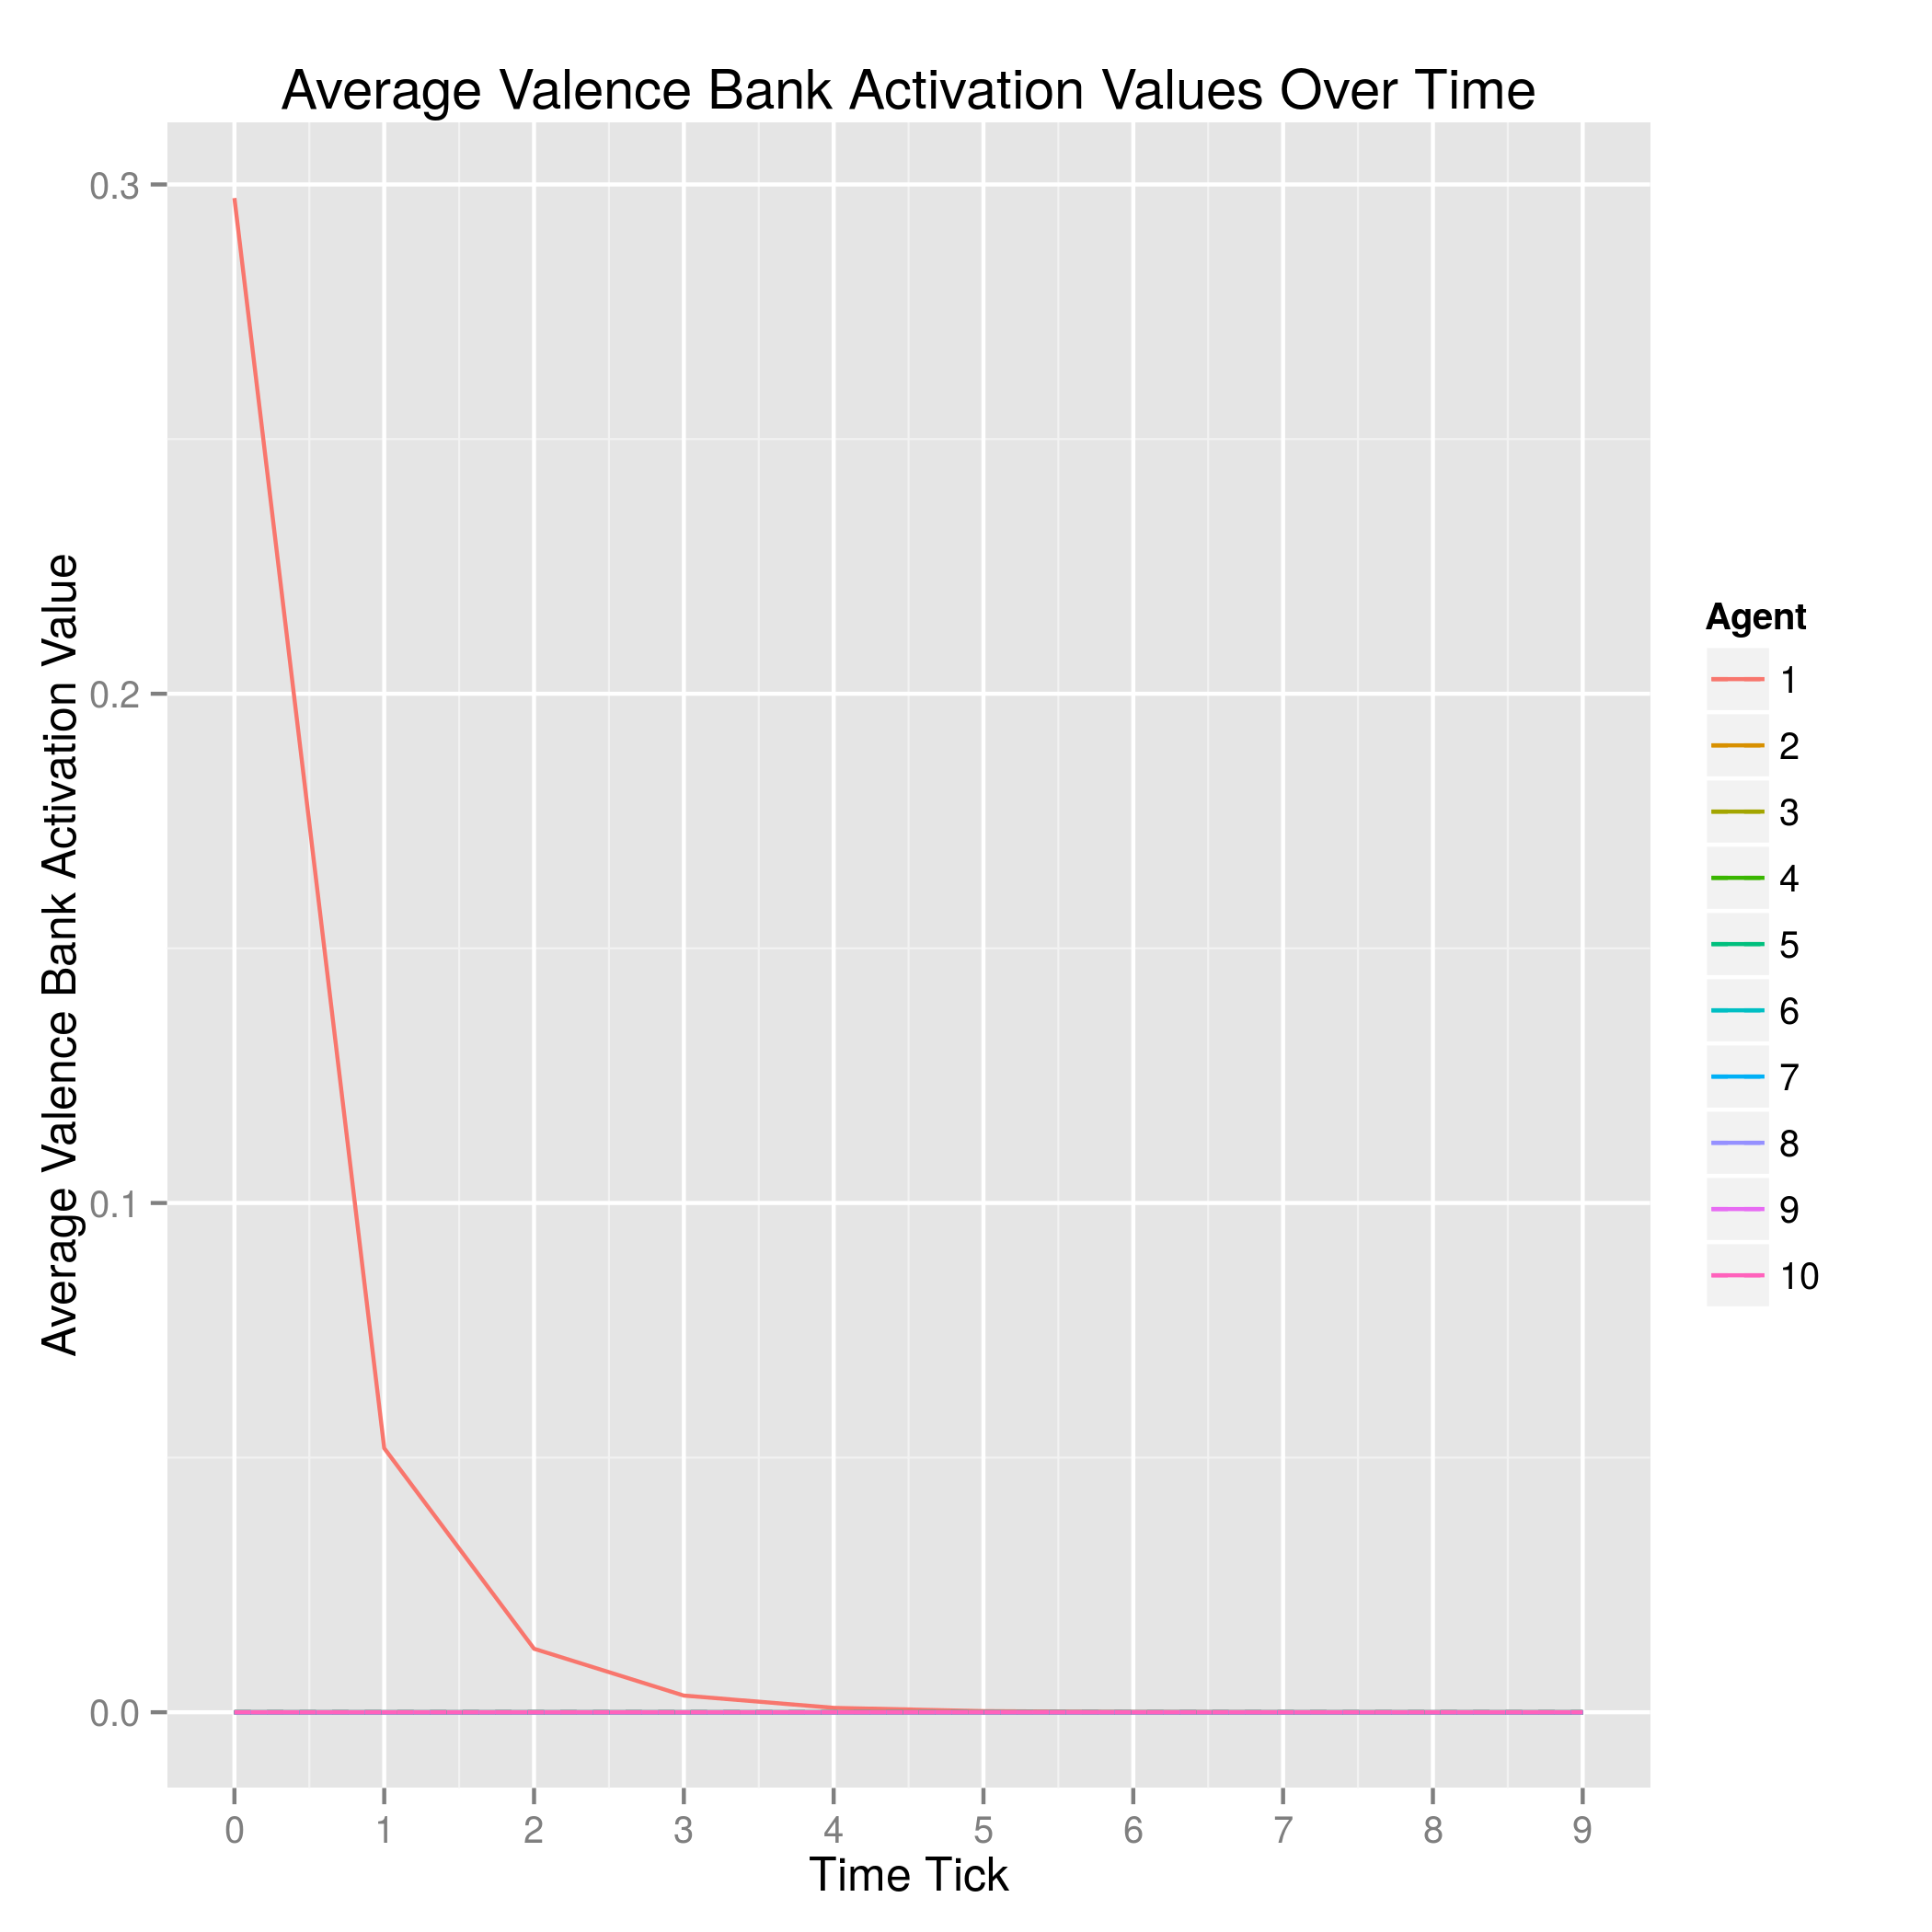 Average Valence Bank Activation Values Over Time
Average Valence Bank Activation Value
0.3
0.2
0.1
0.0
0 1 2 3 4 5 6 7 8 9
Time Tick
Agent
1
2
3
4
5
6
7
8
9
10